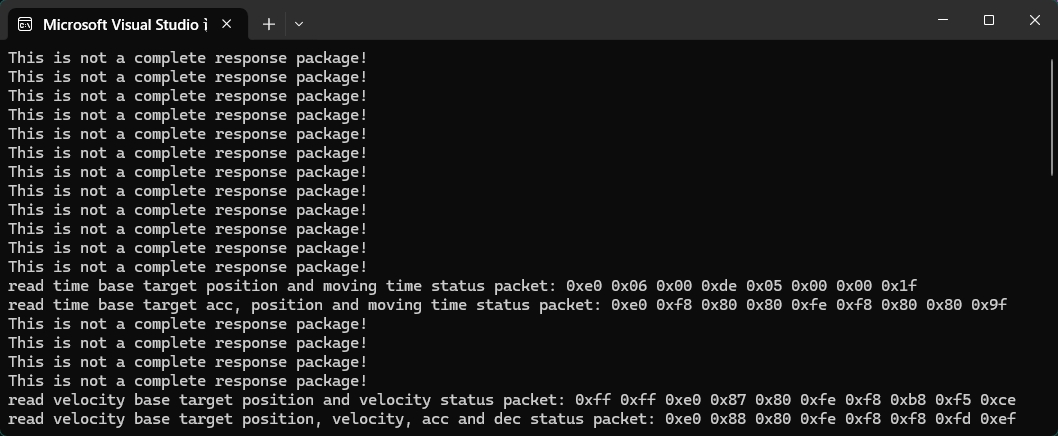 Microsoft Visual Studio
This is not a complete response package!
This is not a complete response package!
This is not a complete response package!
This is not a complete response package!
This is not a complete response package!
This is not a complete response package!
This is not a complete response package!
This is not a complete response package!
This is not a complete response package!
This is not a complete response package!
This is not a complete response package!
This is not a complete response package!
read time base target position and moving time status packet: 0xe0 0x06 0x00 0xde 0x05 0x00 0x00 0x1f
read time base target acc, position and moving time status packet: 0xe0 0xf8 0x80 0x80 0xfe 0xf8 0x80 0x80 0x9f
This is not a complete response package!
This is not a complete response package!
This is not a complete response package!
This is not a complete response package!
read velocity base target position and velocity status packet: 0xff 0xff 0xe0 0x87 0x80 0xfe 0xf8 0xb8 0xf5 0xce
read velocity base target position, velocity, acc and dec status packet: 0xe0 0x88 0x80 0xfe 0xf8 0xf8 0xfd 0xef